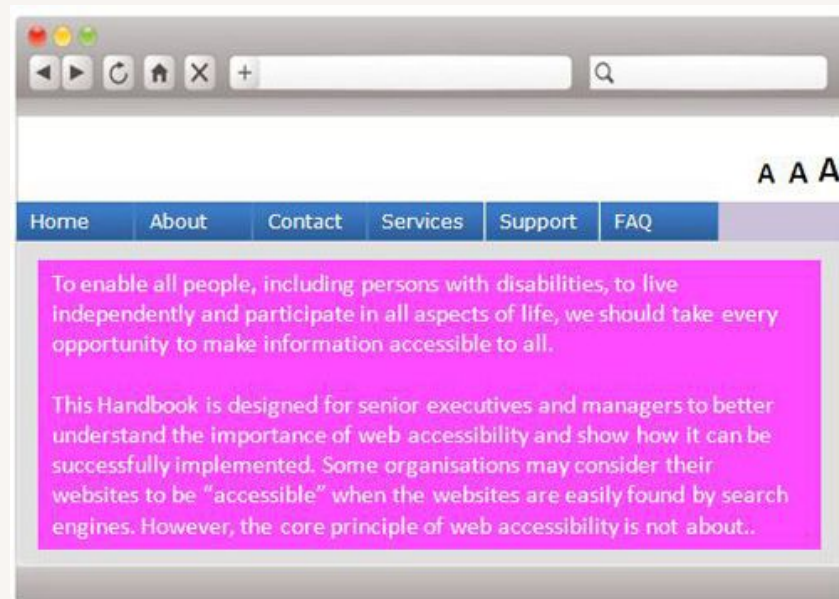 A A A
Home About Contact Services Support FAQ
To enable all people, including persons with disabilities, to live
independently and participate in all aspects of life, we should take every
opportunity to make information accessible to all.
This Handbook is designed for senior executives and managers to better
understand the importance of web accessibility and show how it can be
successfully implemented. Some organisations may consider their
websites to be “accessible” when the websites are easily found by search
engines. However, the core principle of web accessibility is not about..